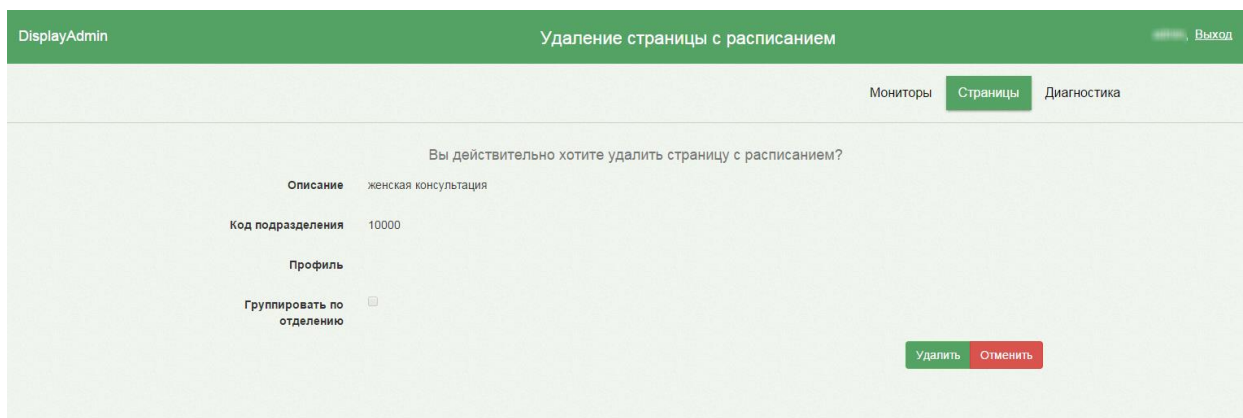 DisplayAdmin
Удаление страницы с расписанием
, Выход
Мониторы
Страницы
Диагностика
Вы действительно хотите удалить страницу с расписанием?
Описание женская консультация
Код подразделения 10000
Профиль
Группировать по
отделению
Удалить Отменить